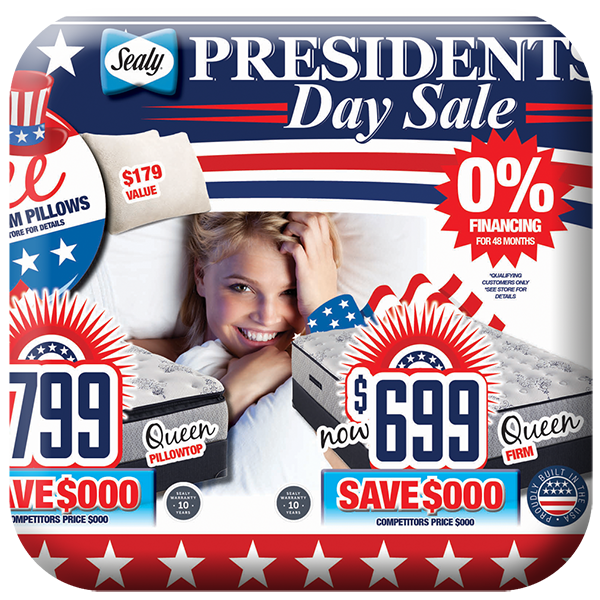 Sealy
PRESIDENTS
Day Sale
$179
VALUE
M PILLOWS
TORE FOR DETAILS
0%
FINANCING
FOR 48 MONTHS
*QUALIFYING
CUSTOMERS ONLY
*SEE STORE FOR
DETAILS
799
Queen
PILLOWTOP
now $699
Queen
FIRM
AVE $000
OMPETITORS PRICE $000
SEALY
WARRANTY
10
YEARS
SEALY
WARRANTY
10
YEARS
SAVE $000
COMPETITORS PRICE $000
PROUDLY BUILT IN THE USA